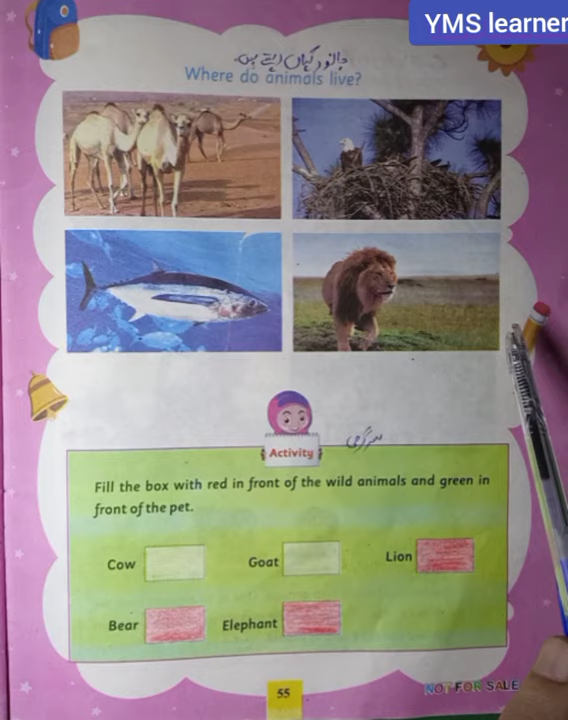 YMS learner
جانور کہاں رہتے ہیں
Where do animals live?
Activity سرگرمی
Fill the box with red in front of the wild animals and green in
front of the pet.
Cow Goat Lion
Bear Elephant
55
NOT FOR SALE